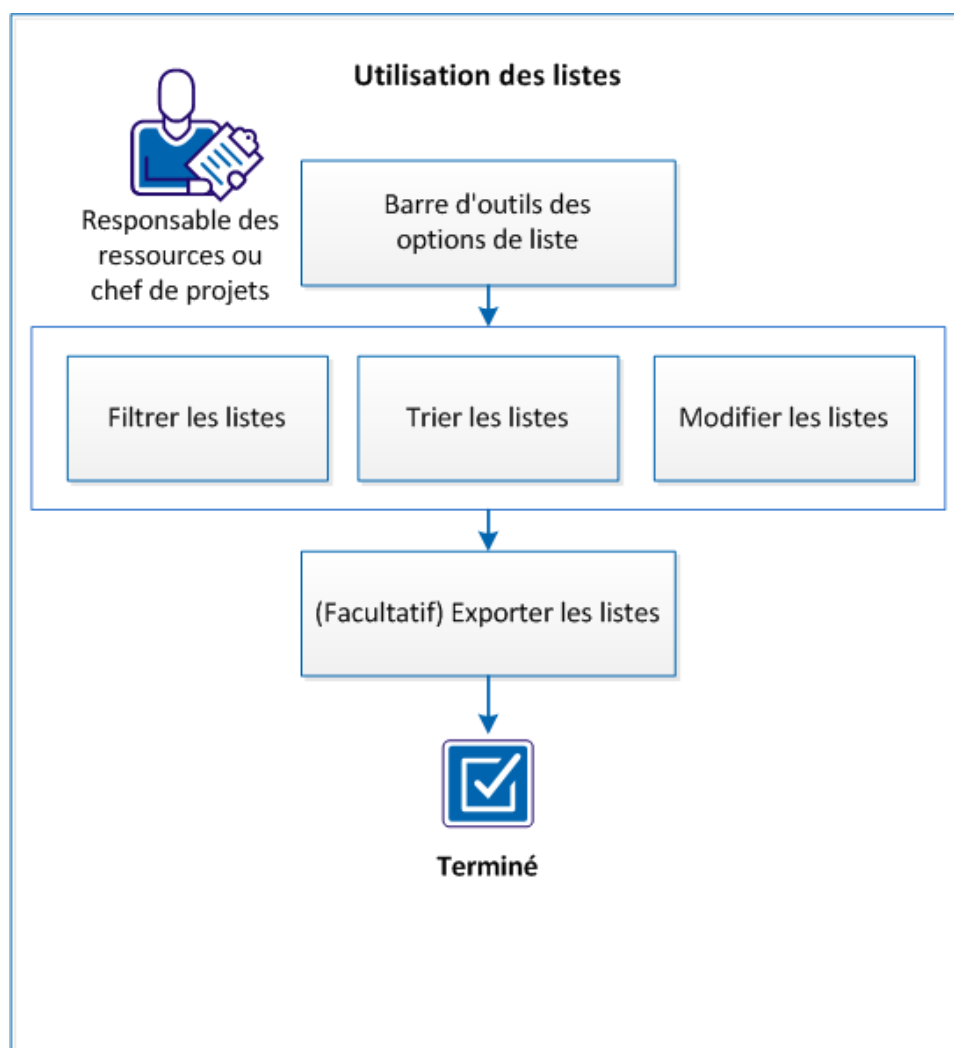 Utilisation des listes
Responsable des
ressources ou
chef de projets
Barre d'outils des
options de liste
Filtrer les listes
Trier les listes
Modifier les listes
(Facultatif) Exporter les listes
Terminé